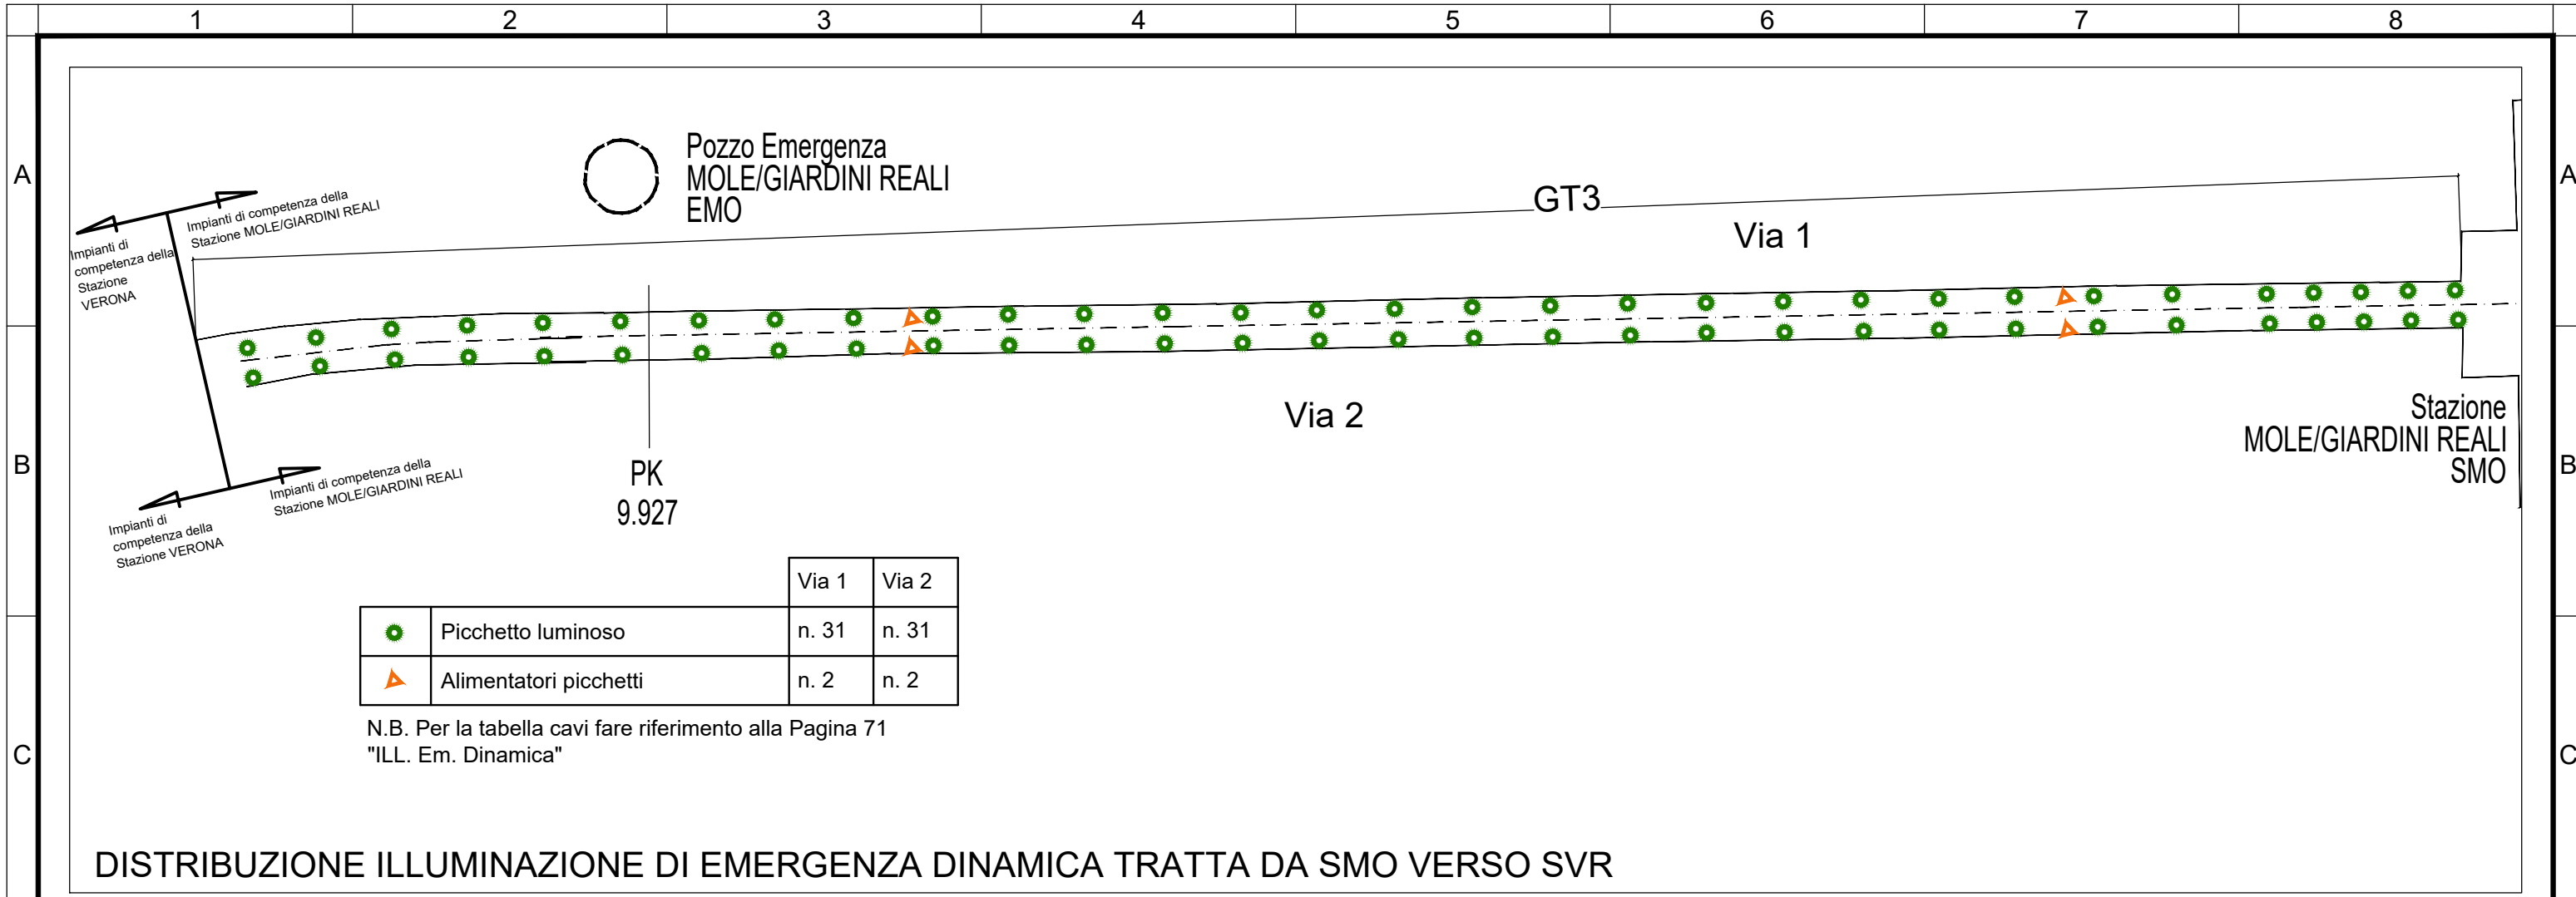 1 2 3 4 5 6 7 8
A
A
B
B
C
C
Pozzo Emergenza
MOLE/GIARDINI REALI
EMO
GT3
Via 1
Impianti di competenza della
Stazione MOLE/GIARDINI REALI
Impianti di
competenza della
Stazione
VERONA
Via 2
Stazione
MOLE/GIARDINI REALI
SMO
PK
9.927
Impianti di competenza della
Stazione MOLE/GIARDINI REALI
Impianti di
competenza della
Stazione VERONA
Via 1 Via 2
Picchetto luminoso n. 31 n. 31
Alimentatori picchetti n. 2 n. 2
N.B. Per la tabella cavi fare riferimento alla Pagina 71
"ILL. Em. Dinamica"
DISTRIBUZIONE ILLUMINAZIONE DI EMERGENZA DINAMICA TRATTA DA SMO VERSO SVR